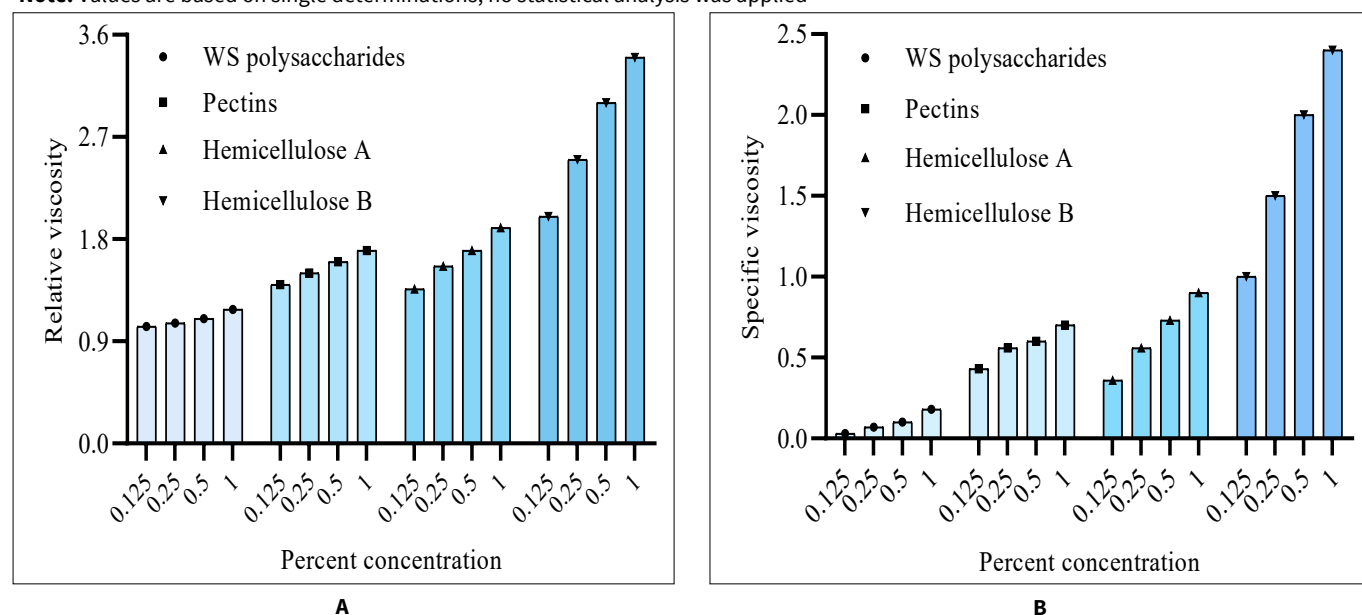 Note: Values are based on single determinations; no statistical analysis was applied
3.6
2.7
1.8
0.9
0.0
Relative viscosity
WS polysaccharides
Pectins
Hemicellulose A
Hemicellulose B
0.125 0.25 0.5 1 0.125 0.25 0.5 1 0.125 0.25 0.5 1 0.125 0.25 0.5 1
Percent concentration
A
2.5
2.0
1.5
1.0
0.5
0.0
Specific viscosity
WS polysaccharides
Pectins
Hemicellulose A
Hemicellulose B
0.125 0.25 0.5 1 0.125 0.25 0.5 1 0.125 0.25 0.5 1 0.125 0.25 0.5 1
Percent concentration
B